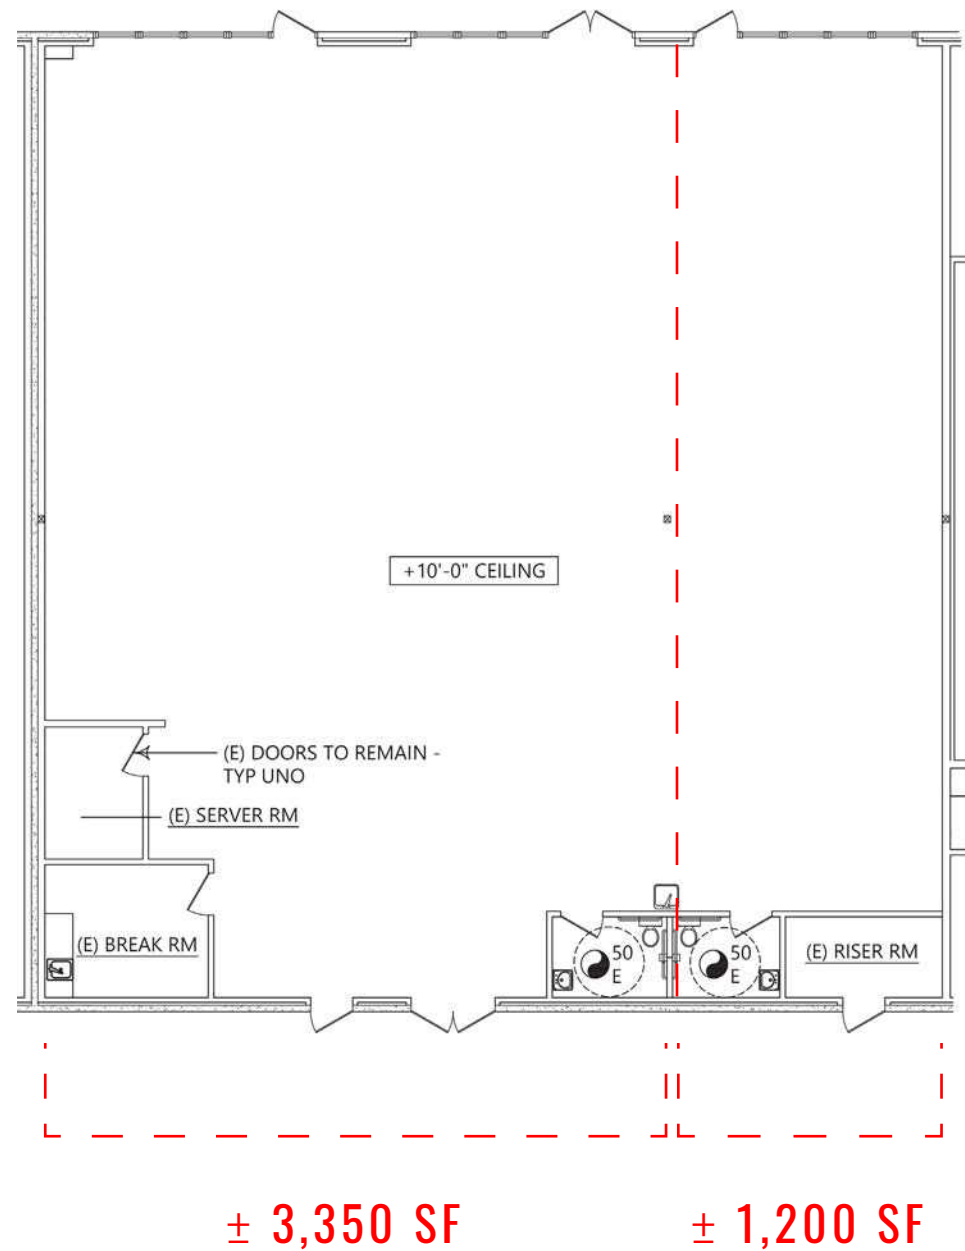 +10'-0" CEILING
(E) DOORS TO REMAIN -
TYP UNO
(E) SERVER RM
(E) BREAK RM
50
E
50
E
(E) RISER RM
± 3,350 SF
± 1,200 SF